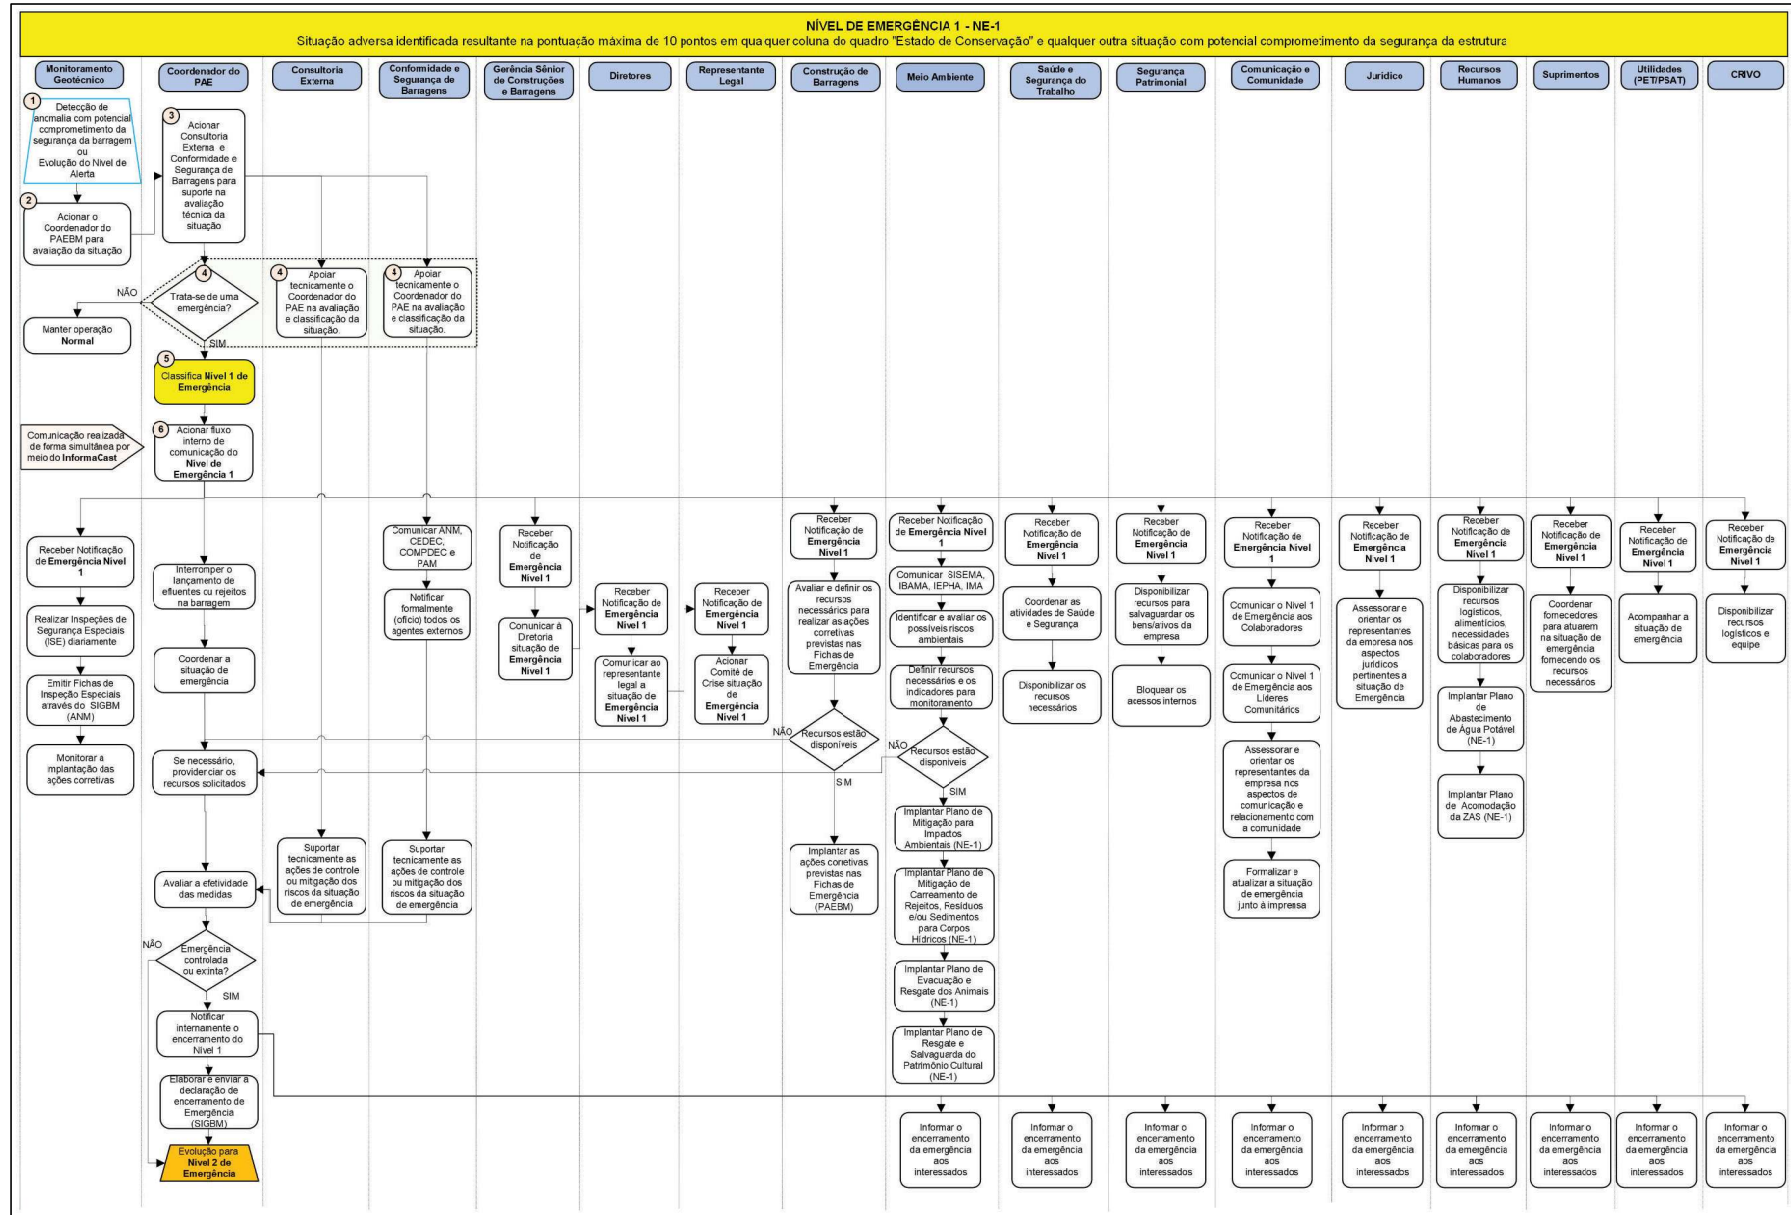 NÍVEL DE EMERGÊNCIA 1 - NE-1
Situação adversa identificada resultante na pontuação máxima de 10 pontos em qua quer coluna do quadro "Estado de Conservação" e qualquer outra situação com potencial comprometimento da segurança da estrutura
Monitoramento
Geotécnico
Coordenador do
PAE
Consultoria
Externa
Conformidade e
Segurança de
Barragens
Gerência Sênior
de Construções
e Barragens
Diretores
Representante
Legal
Construção de
Barragens
Meio Ambiente
Saúde e
Segurança do
Trabalho
Segurança
Patrimonial
Comunicação e
Comunidade
Jurídico
Recursos
Humanos
Suprimentos
Utilidades
(PET/PSAT)
CRIVO
1
Detecção de
anomalia com potencial
comprometimento da
segurança da barragem
ou
Evolução do Nível de
Alerta
2
Acionar o
Coordenador do
PAEBM para
avaliação da situação
3
Acionar
Consultoria
Externa e
Conformidade e
Segurança de
Barragens para
suporte na
avaliação
técnica da
situação
4
Trata-se de uma
emergência?
NÃO
SIM
Manter operação
Normal
4
Apoiar
tecnicamente o
Coordenador do
PAE na avaliação
e classificação da
situação.
4
Apoiar
tecnicamente o
Coordenador do
PAE na avaliação
e classificação da
situação.
5
Classifica Nível 1 de
Emergência
Comunicação realizada
de forma simultânea por
meio do InformaCast
6
Acionar fluxo
interno de
comunicação do
Nível de
Emergência 1
Receber Notificação
de Emergência Nível
1
Realizar Inspeções de
Segurança Especiais
(ISE) diariamente
Emitir Fichas de
Inspeção Especiais
através do SIGBM
(ANM)
Monitorar a
implantação das
ações corretivas
Interromper o
lançamento de
efluentes ou rejeitos
na barragem
Coordenar a
situação de
emergência
Se necessário,
providenciar os
recursos solicitados
Avaliar a efetividade
das medidas
NÃO
Emergência
controlada
ou exinta?
SIM
Notificar
internamente o
encerramento do
Nível 1
Elaborar e enviar a
declaração de
encerramento de
Emergência
(SIGBM)
Evolução para
Nível 2 de
Emergência
Suportar
tecnicamente as
ações de controle
ou mitigação dos
riscos da situação
de emergência
Comunicar ANM,
CEDEC,
COMPDEC e
PAM
Notificar
formalmente
(ofício) todos os
agentes externos
Suportar
tecnicamente as
ações de controle
ou mitigação dos
riscos da situação
de emergência
Receber
Notificação
de
Emergência
Nível 1
Comunicar à
Diretoria
situação de
Emergência
Nível 1
Receber
Notificação de
Emergência
Nível 1
Comunicar ao
representante
legal a
situação de
Emergência
Nível 1
Receber
Notificação de
Emergência
Nível 1
Acionar
Comitê de
Crise situação
de
Emergência
Nível 1
Receber
Notificação de
Emergência
Nível 1
Avaliar e definir os
recursos
necessários para
realizar as ações
corretivas
previstas nas
Fichas de
Emergência
NÃO
Recursos estão
disponíveis
SIM
Implantar as
ações corretivas
previstas nas
Fichas de
Emergência
(PAEBM)
Receber Notificação
de Emergência Nível
1
Comunicar SISEMA,
IBAMA, IEPHA, IMA
Identificar e avaliar os
possíveis riscos
ambientais
Definir recursos
necessários e os
indicadores para
monitoramento
NÃO
Recursos estão
disponíveis
SIM
Implantar Plano de
Mitigação para
Impactos
Ambientais (NE-1)
Implantar Plano de
Mitigação de
Carreamento de
Rejeitos, Resíduos
e/ou Sedimentos
para Corpos
Hídricos (NE-1)
Implantar Plano de
Evacuação e
Resgate dos Animais
(NE-1)
Implantar Plano de
Resgate e
Salvaguarda do
Patrimônio Cultural
(NE-1)
Informar o
encerramento
da emergência
aos
interessados
Receber
Notificação de
Emergência
Nível 1
Coordenar as
atividades de Saúde
e Segurança
Disponibilizar os
recursos
necessários
Informar o
encerramento
da emergência
aos
interessados
Receber
Notificação de
Emergência
Nível 1
Disponibilizar
recursos para
salvaguardar os
bens/ativos da
empresa
Bloquear os
acessos internos
Informar o
encerramento
da emergência
aos
interessados
Receber
Notificação de
Emergência Nível
1
Comunicar o Nível 1
de Emergência aos
Colaboradores
Comunicar o Nível 1
de Emergência aos
Líderes
Comunitários
Assessorar e
orientar os
representantes da
empresa nos
aspectos de
comunicação e
relacionamento com
a comunidade
Formalizar e
atualizar a situação
de emergência
junto à imprensa
Informar o
encerramento
da emergência
aos
interessados
Receber
Notificação de
Emergência
Nível 1
Assessorar e
orientar os
representantes
da empresa nos
aspectos
jurídicos
pertinentes a
situação de
Emergência
Informar o
encerramento
da emergência
aos
interessados
Receber
Notificação de
Emergência
Nível 1
Disponibilizar
recursos
logísticos,
alimentícios,
necessidades
básicas para os
colaboradores
Implantar Plano
de
Abastecimento
de Água Potável
(NE-1)
Implantar Plano
de Acomodação
da ZAS (NE-1)
Informar o
encerramento
da emergência
aos
interessados
Receber
Notificação de
Emergência
Nível 1
Coordenar
fornecedores
para atuarem
na situação de
emergência
fornecendo os
recursos
necessários
Informar o
encerramento
da emergência
aos
interessados
Receber
Notificação de
Emergência
Nível 1
Acompanhar a
situação de
emergência
Informar o
encerramento
da emergência
aos
interessados
Receber
Notificação de
Emergência
Nível 1
Disponibilizar
recursos
logísticos e
equipe
Informar o
encerramento
da emergência
aos
interessados